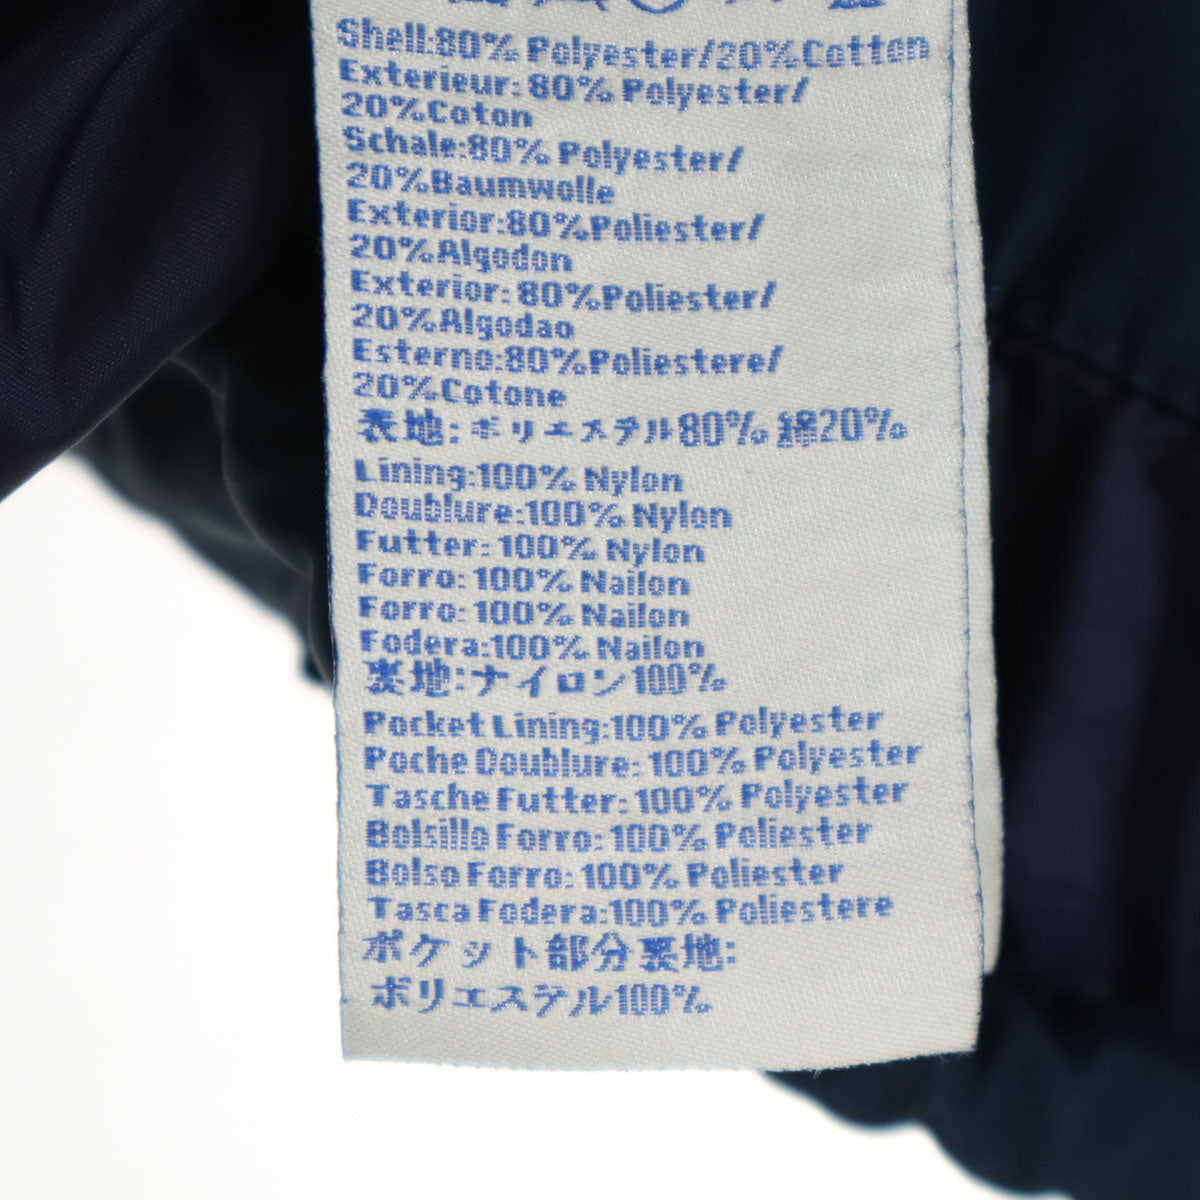 Shell:80% Polyester/20%Cotton
Exterieur: 80% Polyester/
20%Coton
Schale:80% Polyester/
20%Baumwolle
Exterior:80%Poliester/
20%Algodon
Exterior:80%Poliester/
20%Algodao
Esterno:80%Poliestere/
20%Cotone
表地:ポリエステル80% 綿20%
Lining:100% Nylon
Doublure:100% Nylon
Futter: 100% Nylon
Forro: 100% Nailon
Forro: 100% Nailon
Fodera:100% Nailon
裏地:ナイロン100%
Pocket Lining:100% Polyester
Poche Doublure: 100% Polyester
Tasche Futter: 100% Polyester
Bolsillo Forro: 100% Poliester
Bolso Forro: 100% Poliester
Tasca Fodera:100% Poliestere
ポケット部分裏地:
ポリエステル100%